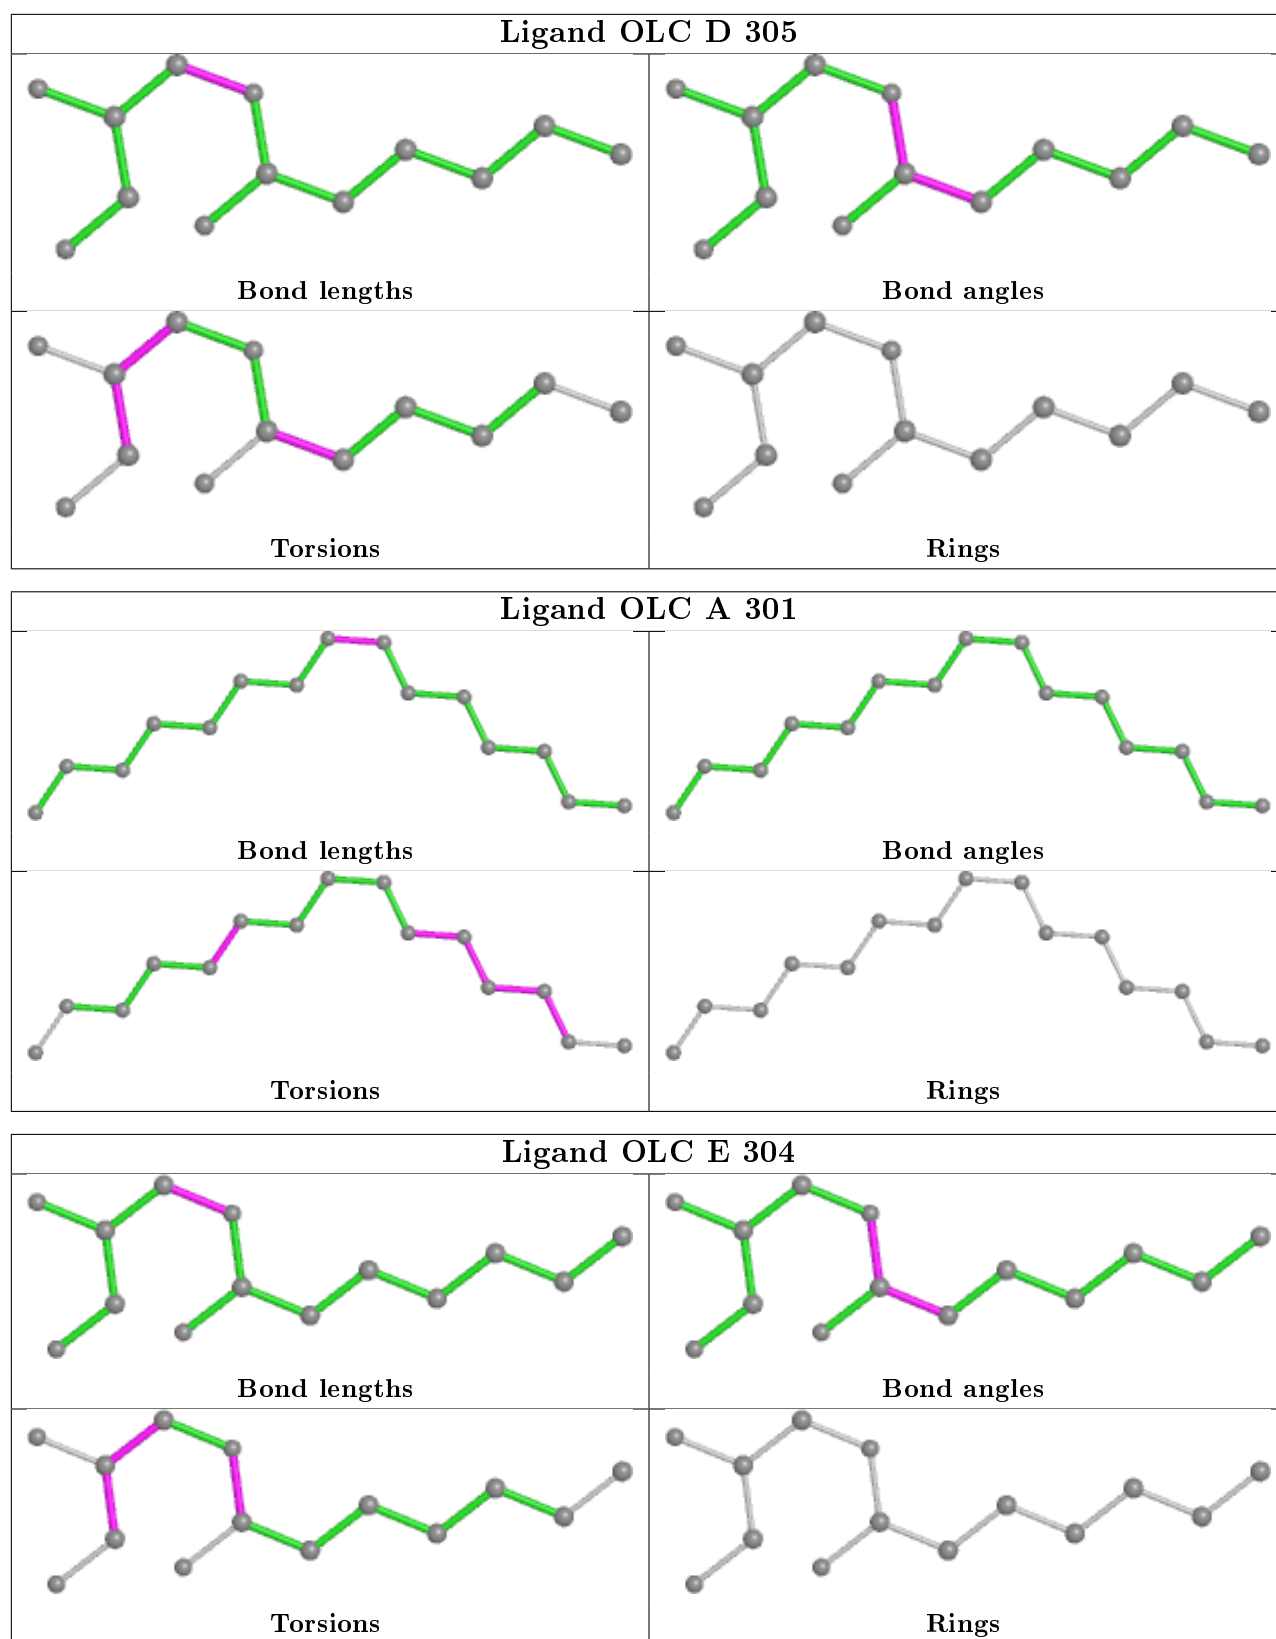 Ligand OLC D 305
Bond lengths
Bond angles
Torsions
Rings
Ligand OLC A 301
Bond lengths
Bond angles
Torsions
Rings
Ligand OLC E 304
Bond lengths
Bond angles
Torsions
Rings